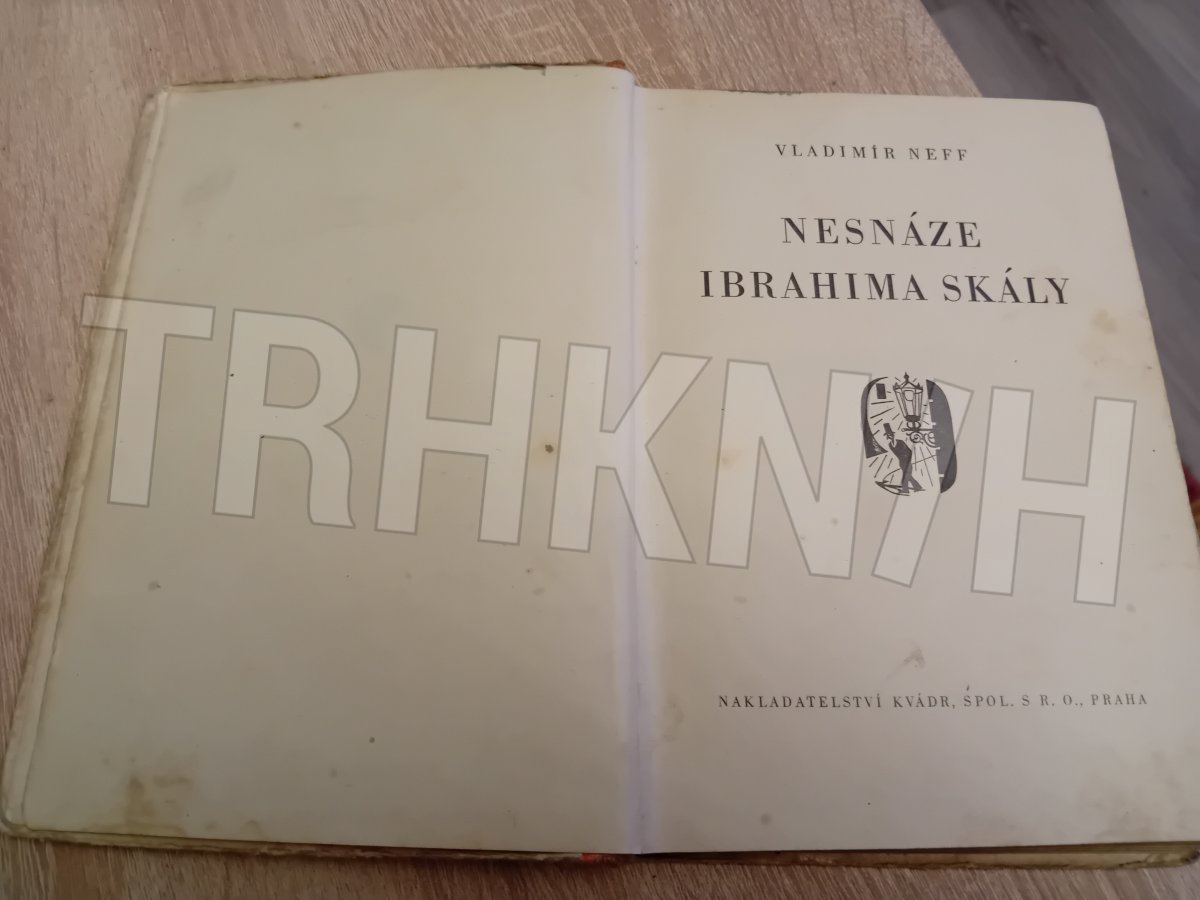 VLADIMÍR NEFF
NESNÁZE
IBRAHIMA SKÁLY
TRHKNIH
NAKLADATELSTVÍ KVÁDR, SPOL. S R. O., PRAHA